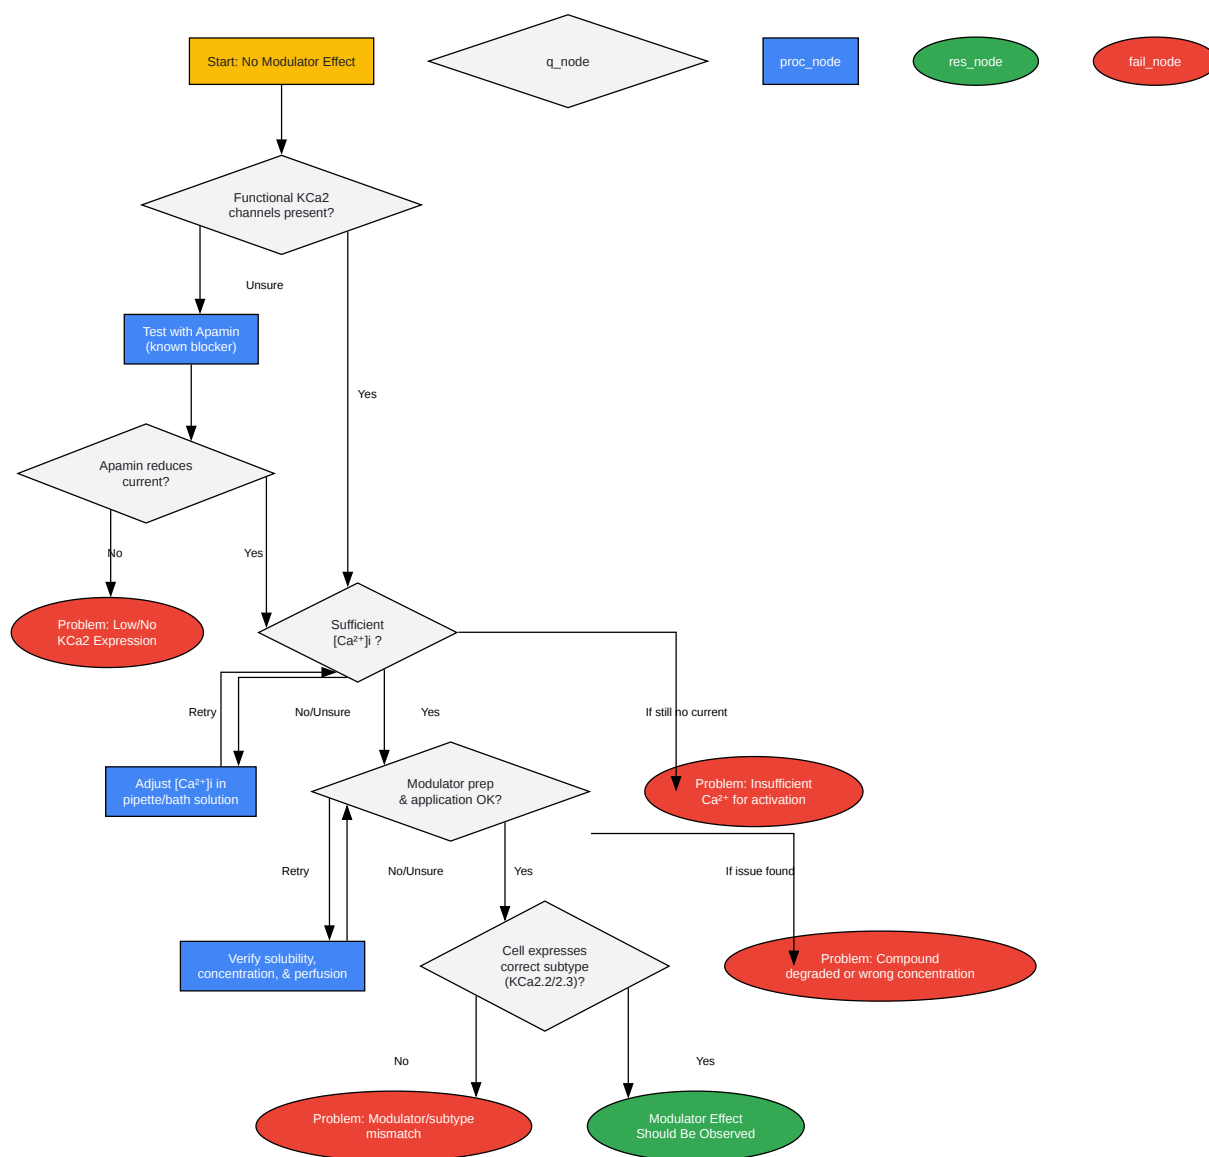 Start: No Modulator Effect
q_node
proc_node
res_node
fail_node
Functional KCa2
channels present?
Unsure
Test with Apamin
(known blocker)
Yes
Apamin reduces
current?
No
Yes
Problem: Low/No
KCa2 Expression
Sufficient
[Ca²⁺]i ?
Retry
No/Unsure
Yes
If still no current
Adjust [Ca²⁺]i in
pipette/bath solution
Modulator prep
& application OK?
Problem: Insufficient
Ca²⁺ for activation
Retry
No/Unsure
Yes
If issue found
Verify solubility,
concentration, & perfusion
Cell expresses
correct subtype
(KCa2.2/2.3)?
Problem: Compound
degraded or wrong concentration
No
Yes
Problem: Modulator/subtype
mismatch
Modulator Effect
Should Be Observed